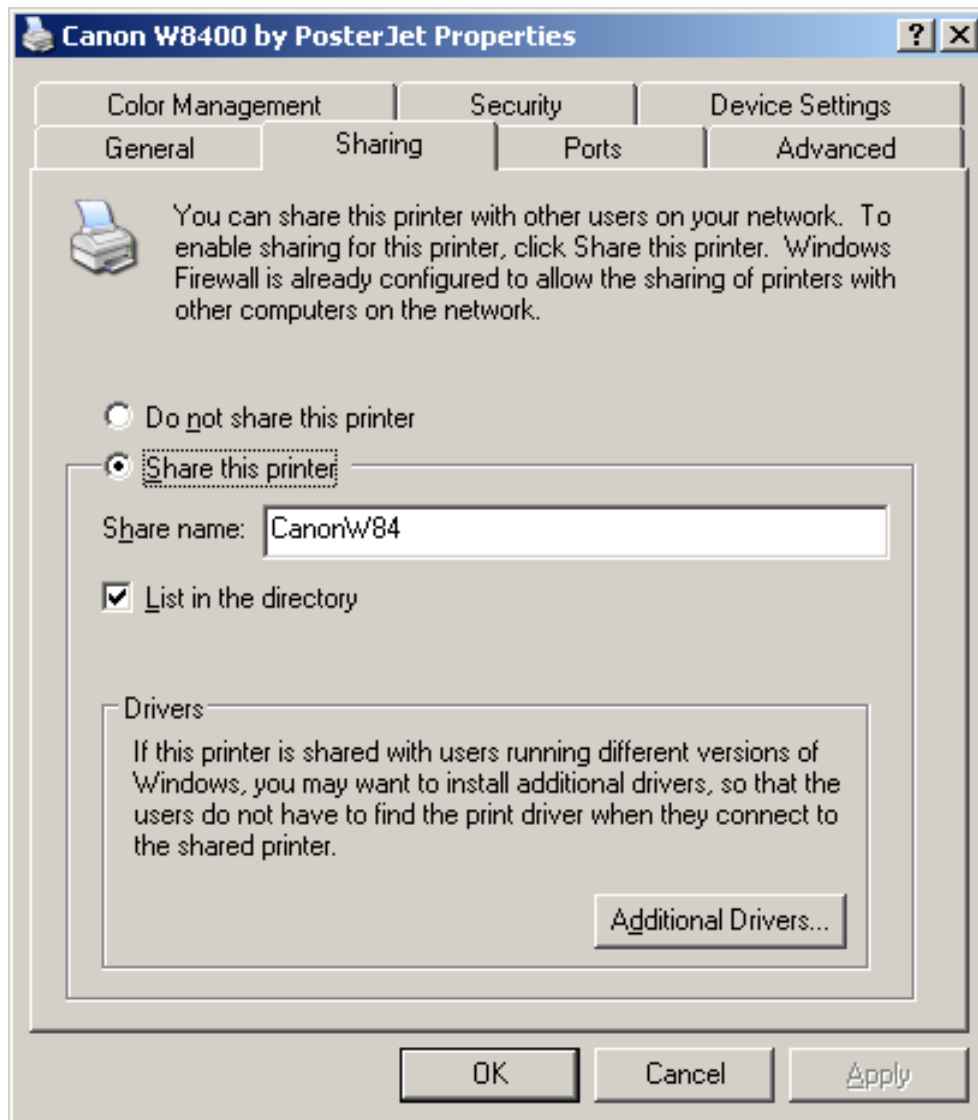 Canon W8400 by PosterJet Properties
Color Management Security Device Settings
General Sharing Ports Advanced
You can share this printer with other users on your network. To
enable sharing for this printer, click Share this printer. Windows
Firewall is already configured to allow the sharing of printers with
other computers on the network.
Do not share this printer
Share this printer
Share name: CanonW84
List in the directory
Drivers
If this printer is shared with users running different versions of
Windows, you may want to install additional drivers, so that the
users do not have to find the print driver when they connect to
the shared printer.
Additional Drivers...
OK Cancel Apply